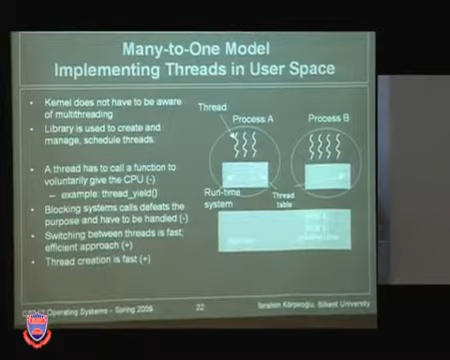 Many-to-One Model
Implementing Threads in User Space
Kernel does not have to be aware
of multithreading
Library is used to create and
manage, schedule threads.
A thread has to call a function to
voluntarily give the CPU (-)
– example: thread_yield()
Blocking systems calls defeats the
purpose and have to be handled (-)
Switching between threads is fast;
efficient approach (+)
Thread creation is fast (+)
Thread
Process A
Process B
Run-time
system
Thread
table
Operating Systems - Spring 2009
22
İbrahim Körpeoğlu, Bilkent University